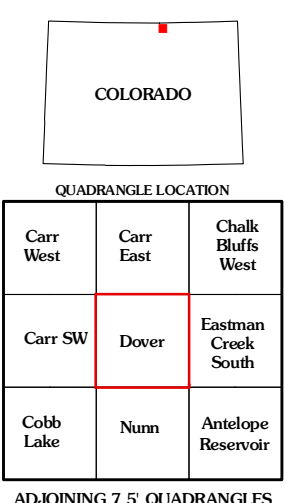 COLORADO
QUADRANGLE LOCATION
Carr
West
Carr
East
Chalk
Bluffs
West
Carr SW
Dover
Eastman
Creek
South
Cobb
Lake
Nunn
Antelope
Reservoir
ADJOINING 7.5' QUADRANGLES